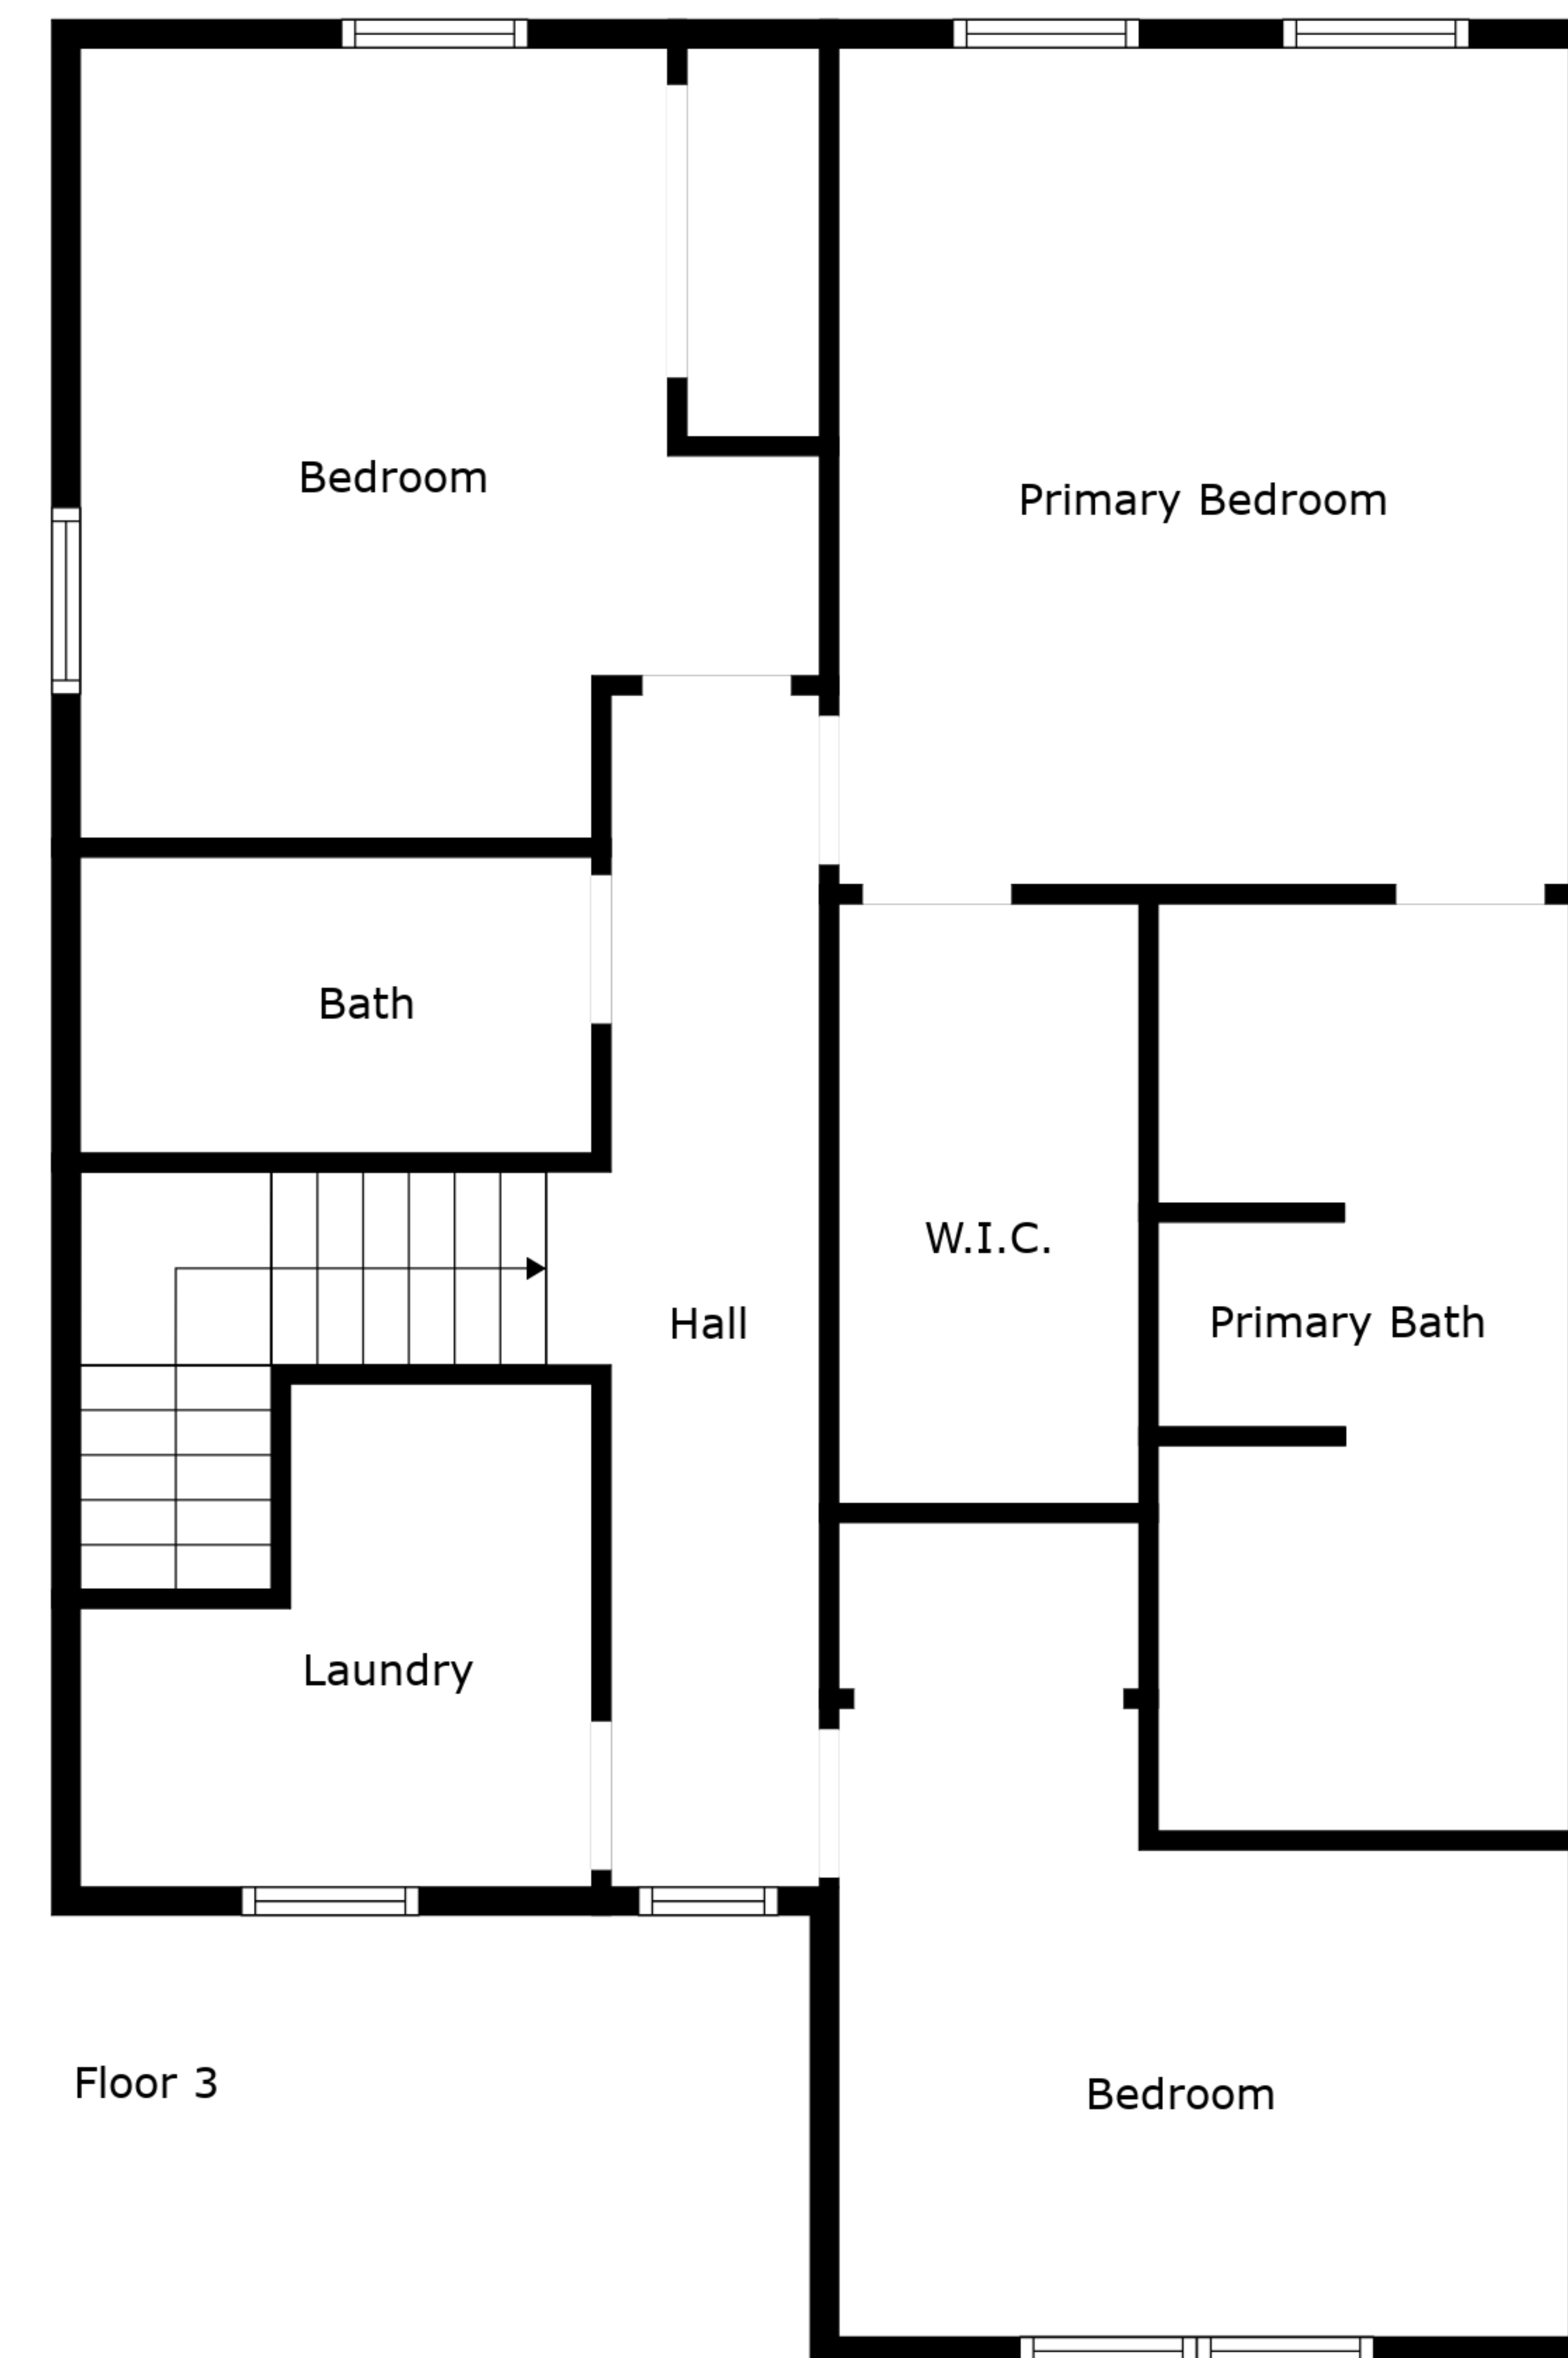 Bedroom
Primary Bedroom
Bath
W.I.C.
Hall
Primary Bath
Laundry
Floor 3
Bedroom